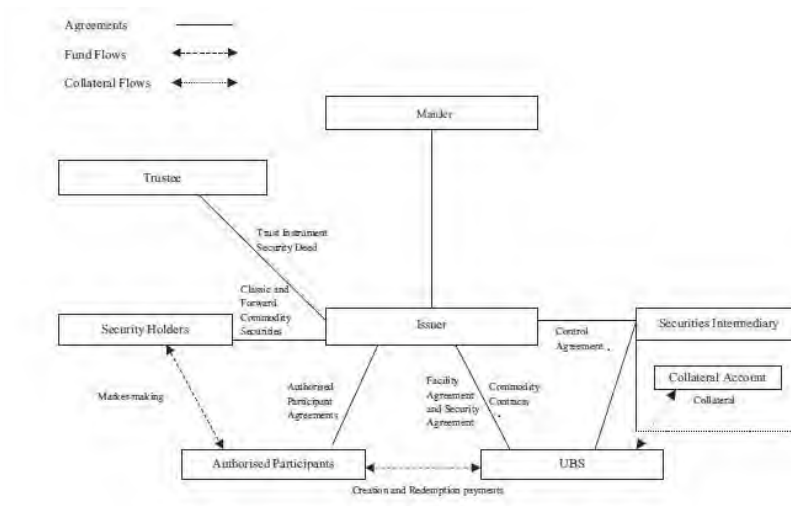 Agreements
Fund Flows
Collateral Flows
Manler
Trustee
Trust Instrument
Security Deed
Classic and
Forward
Commodity
Securities
Security Holders
Issuer
Control
Agreement
Securities Intermediary
Collateral Account
Collateral
Market-making
Authorised
Participant
Agreements
Facility
Agreement
and Security
Agreement
Commodity
Contracts
Authorised Participants
UBS
Creation and Redemption payments